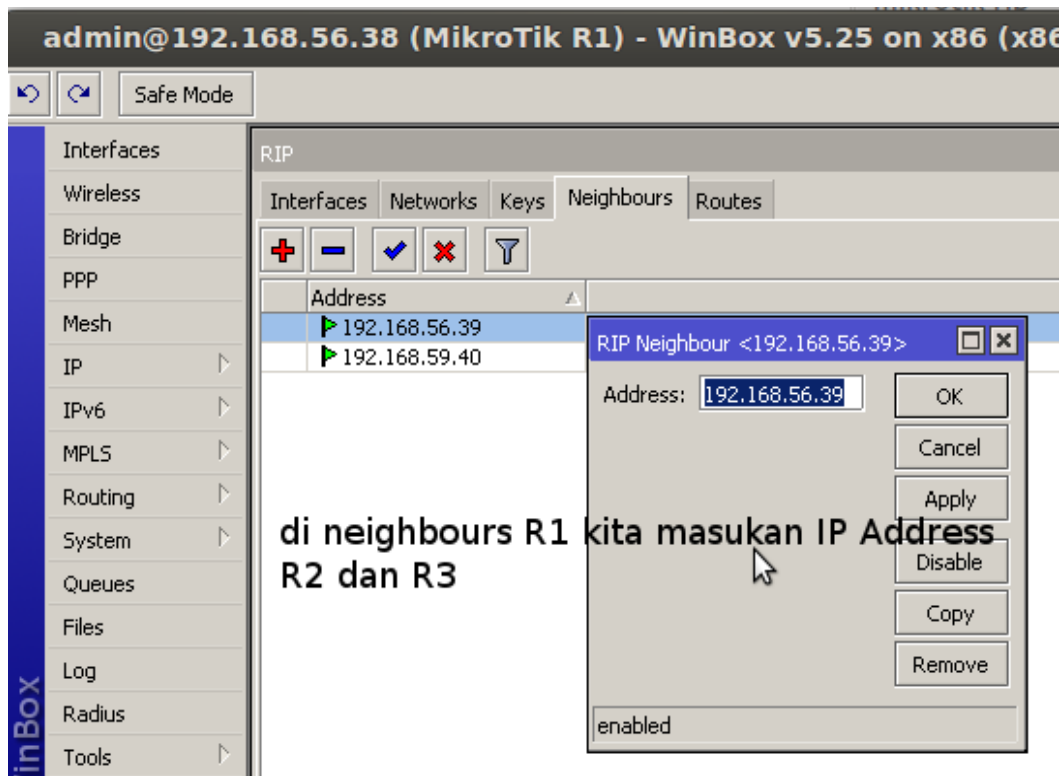 admin@192.168.56.38 (MikroTik R1) - WinBox v5.25 on x86 (x86
Safe Mode
Interfaces
Wireless
Bridge
PPP
Mesh
IP
IPv6
MPLS
Routing
System
Queues
Files
Log
Radius
Tools
inBox
RIP
Interfaces Networks Keys Neighbours Routes
Address
192.168.56.39
192.168.59.40
RIP Neighbour <192.168.56.39>
Address: 192.168.56.39
OK
Cancel
Apply
Disable
Copy
Remove
enabled
di neighbours R1 kita masukan IP Address
R2 dan R3